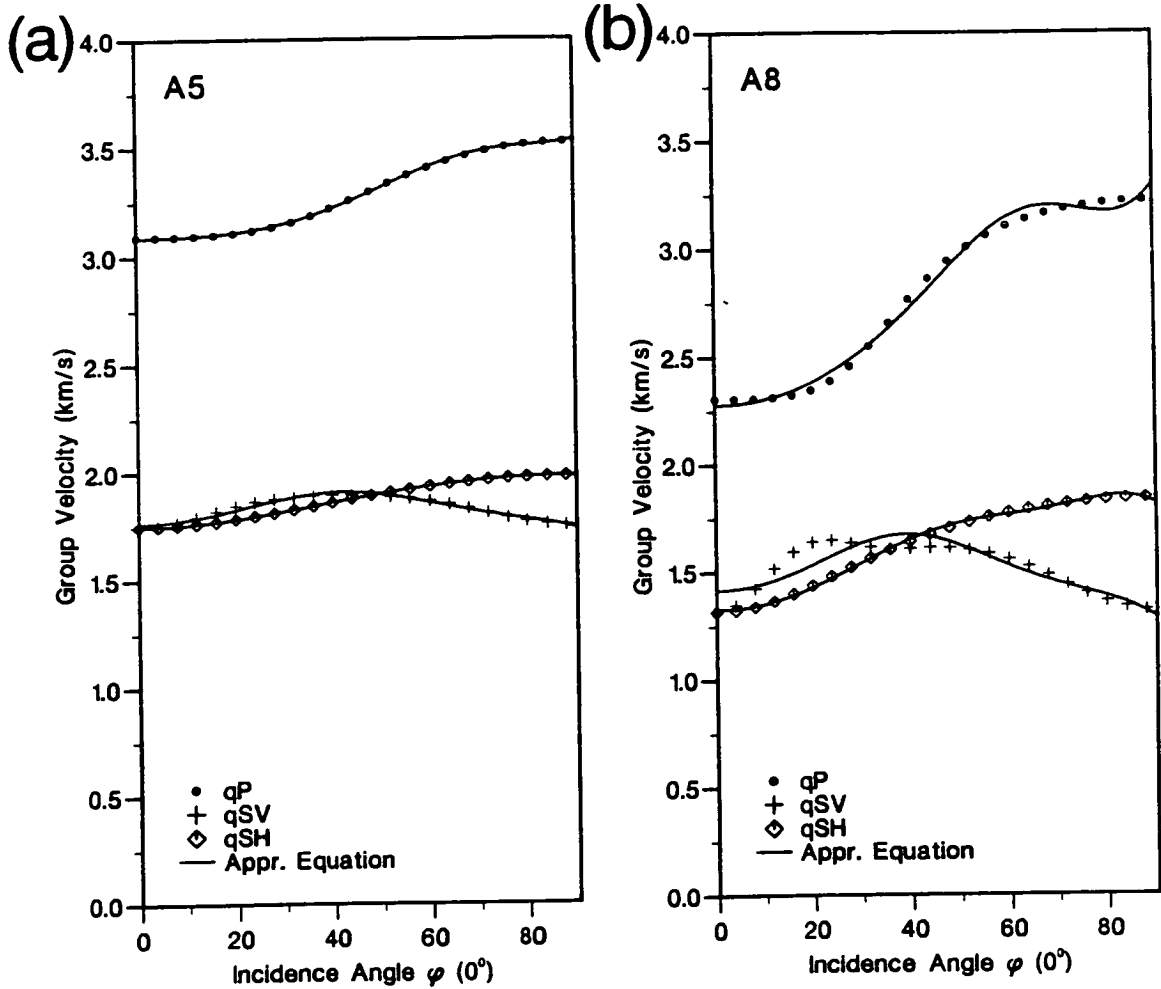 (a)
A5
4.0
3.5
3.0
2.5
2.0
1.5
1.0
0.5
0.0
Group Velocity (km/s)
qP
qSV
qSH
Appr. Equation
0 20 40 60 80
Incidence Angle φ (0°)
(b)
A8
4.0
3.5
3.0
2.5
2.0
1.5
1.0
0.5
0.0
Group Velocity (km/s)
qP
qSV
qSH
Appr. Equation
0 20 40 60 80
Incidence Angle φ (0°)